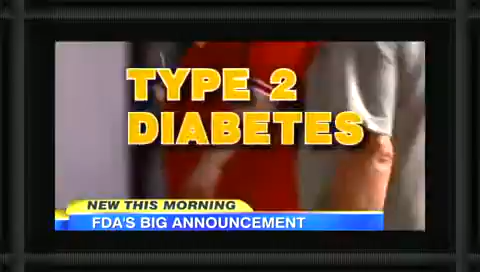 TYPE 2
DIABETES
NEW THIS MORNING
FDA'S BIG ANNOUNCEMENT